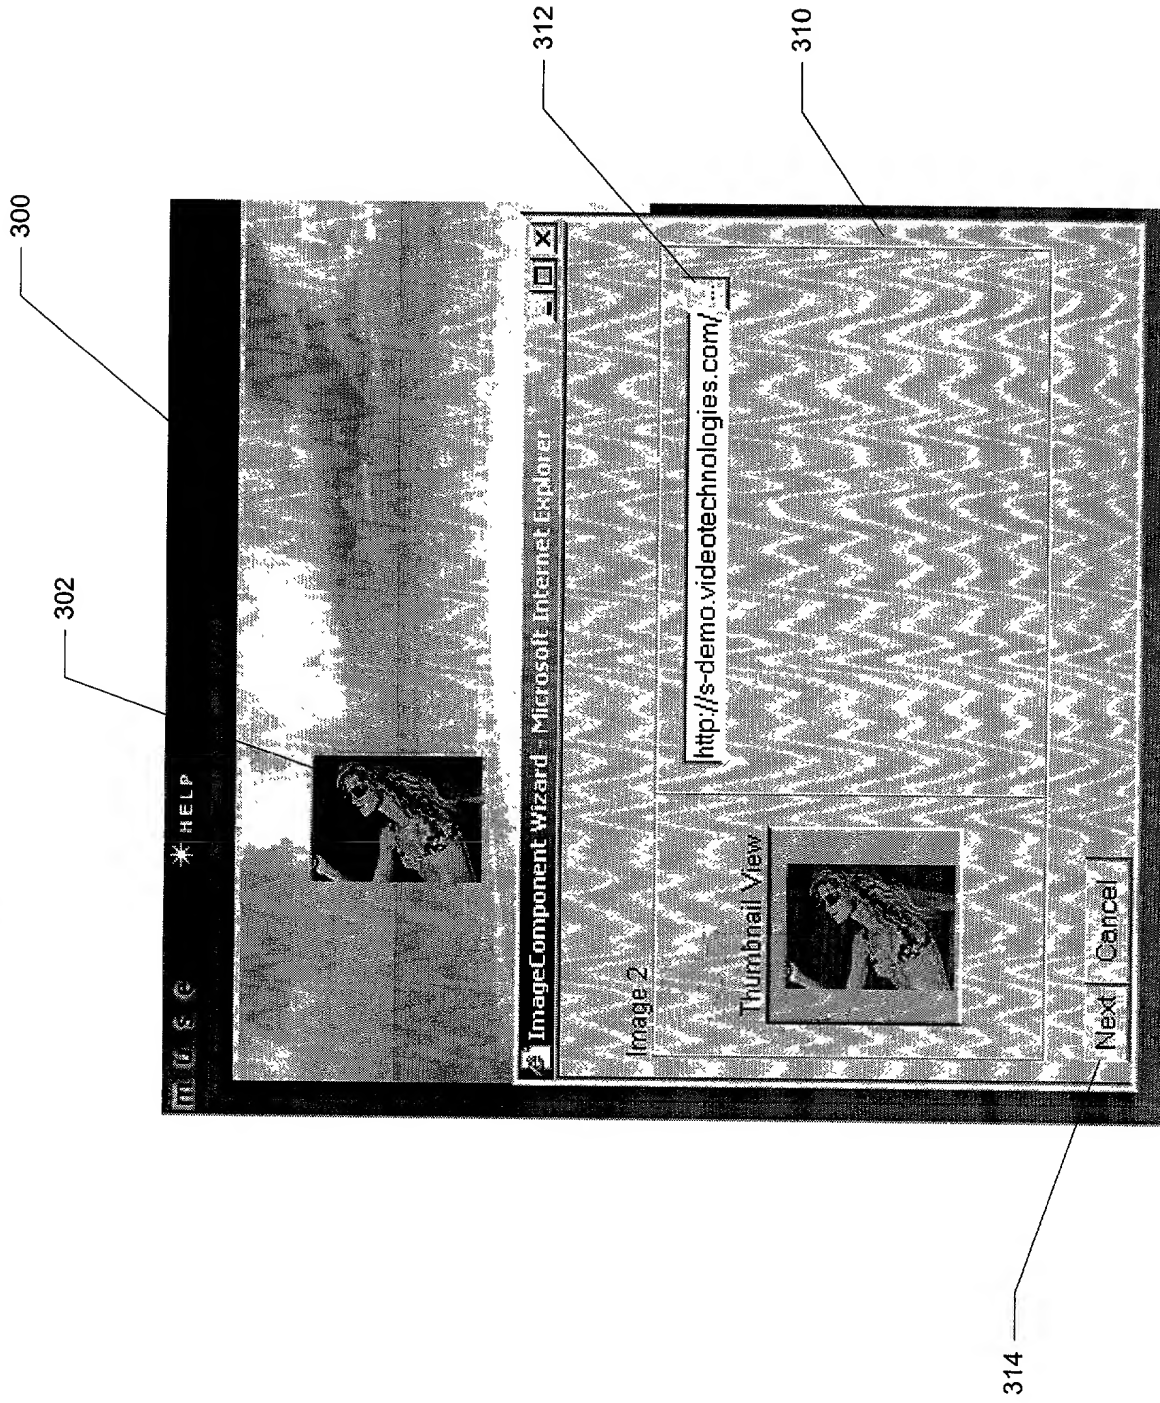 300
302
muse
HELP
ImageComponent Wizard - Microsoft Internet Explorer
Image 2
Thumbnail View
http://s-demo.videotechnologies.com/
...
Next
Cancel
312
310
314